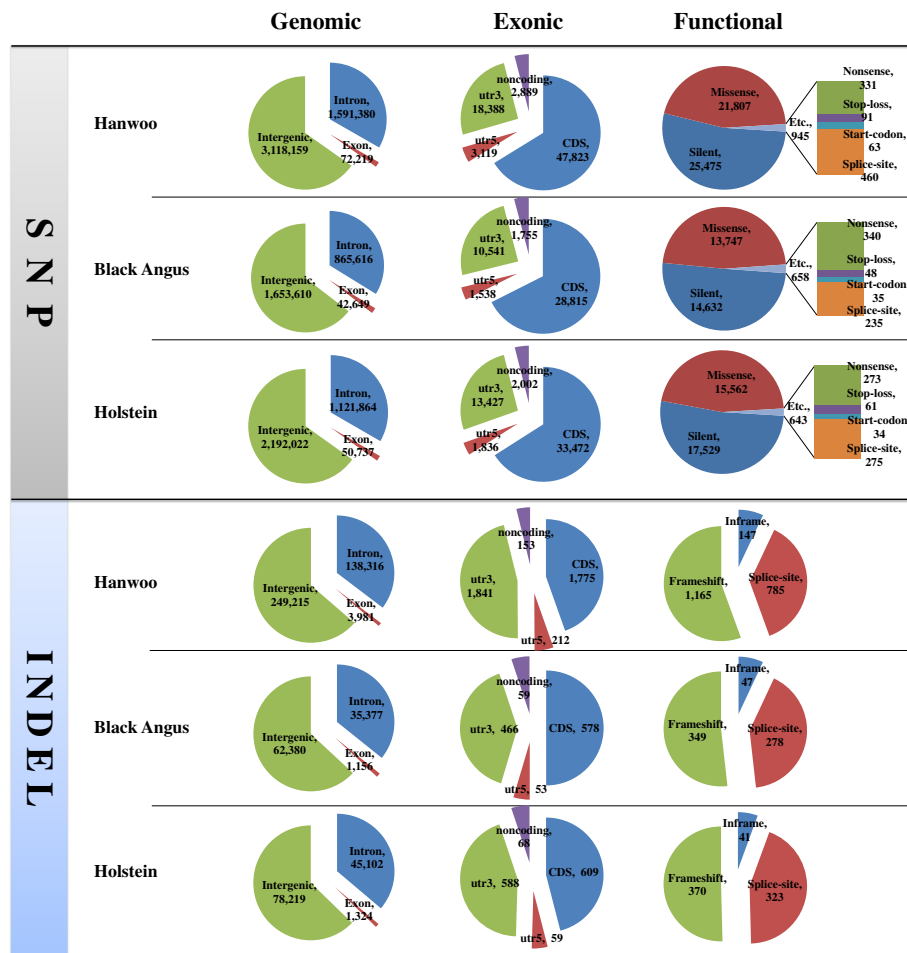 Genomic Exonic Functional
SNP
Hanwoo
Intron,
1,591,380
Intergenic,
3,118,159
Exon,
72,219
noncoding,
2,889
utr3,
18,388
utr5,
3,119
CDS,
47,823
Missense,
21,807
Silent,
25,475
Etc.,
945
Nonsense,
331
Stop-loss,
91
Start-codon,
63
Splice-site,
460
Black Angus
Intron,
865,616
Intergenic,
1,653,610
Exon,
42,649
noncoding,
1,755
utr3,
10,541
utr5,
1,538
CDS,
28,815
Missense,
13,747
Silent,
14,632
Etc.,
658
Nonsense,
340
Stop-loss,
48
Start-codon,
35
Splice-site,
235
Holstein
Intron,
1,121,864
Intergenic,
2,192,022
Exon,
50,737
noncoding,
2,002
utr3,
13,427
utr5,
1,836
CDS,
33,472
Missense,
15,562
Silent,
17,529
Etc.,
643
Nonsense,
273
Stop-loss,
61
Start-codon,
34
Splice-site,
275
INDEL
Hanwoo
Intron,
138,316
Intergenic,
249,215
Exon,
3,981
noncoding,
153
utr3,
1,841
CDS,
1,775
utr5, 212
Inframe,
147
Frameshift,
1,165
Splice-site,
785
Black Angus
Intron,
35,377
Intergenic,
62,380
Exon,
1,156
noncoding,
59
utr3, 466
CDS, 578
utr5, 53
Inframe,
47
Frameshift,
349
Splice-site,
278
Holstein
Intron,
45,102
Intergenic,
78,219
Exon,
1,324
noncoding,
68
utr3, 588
CDS, 609
utr5, 59
Inframe,
41
Frameshift,
370
Splice-site,
323